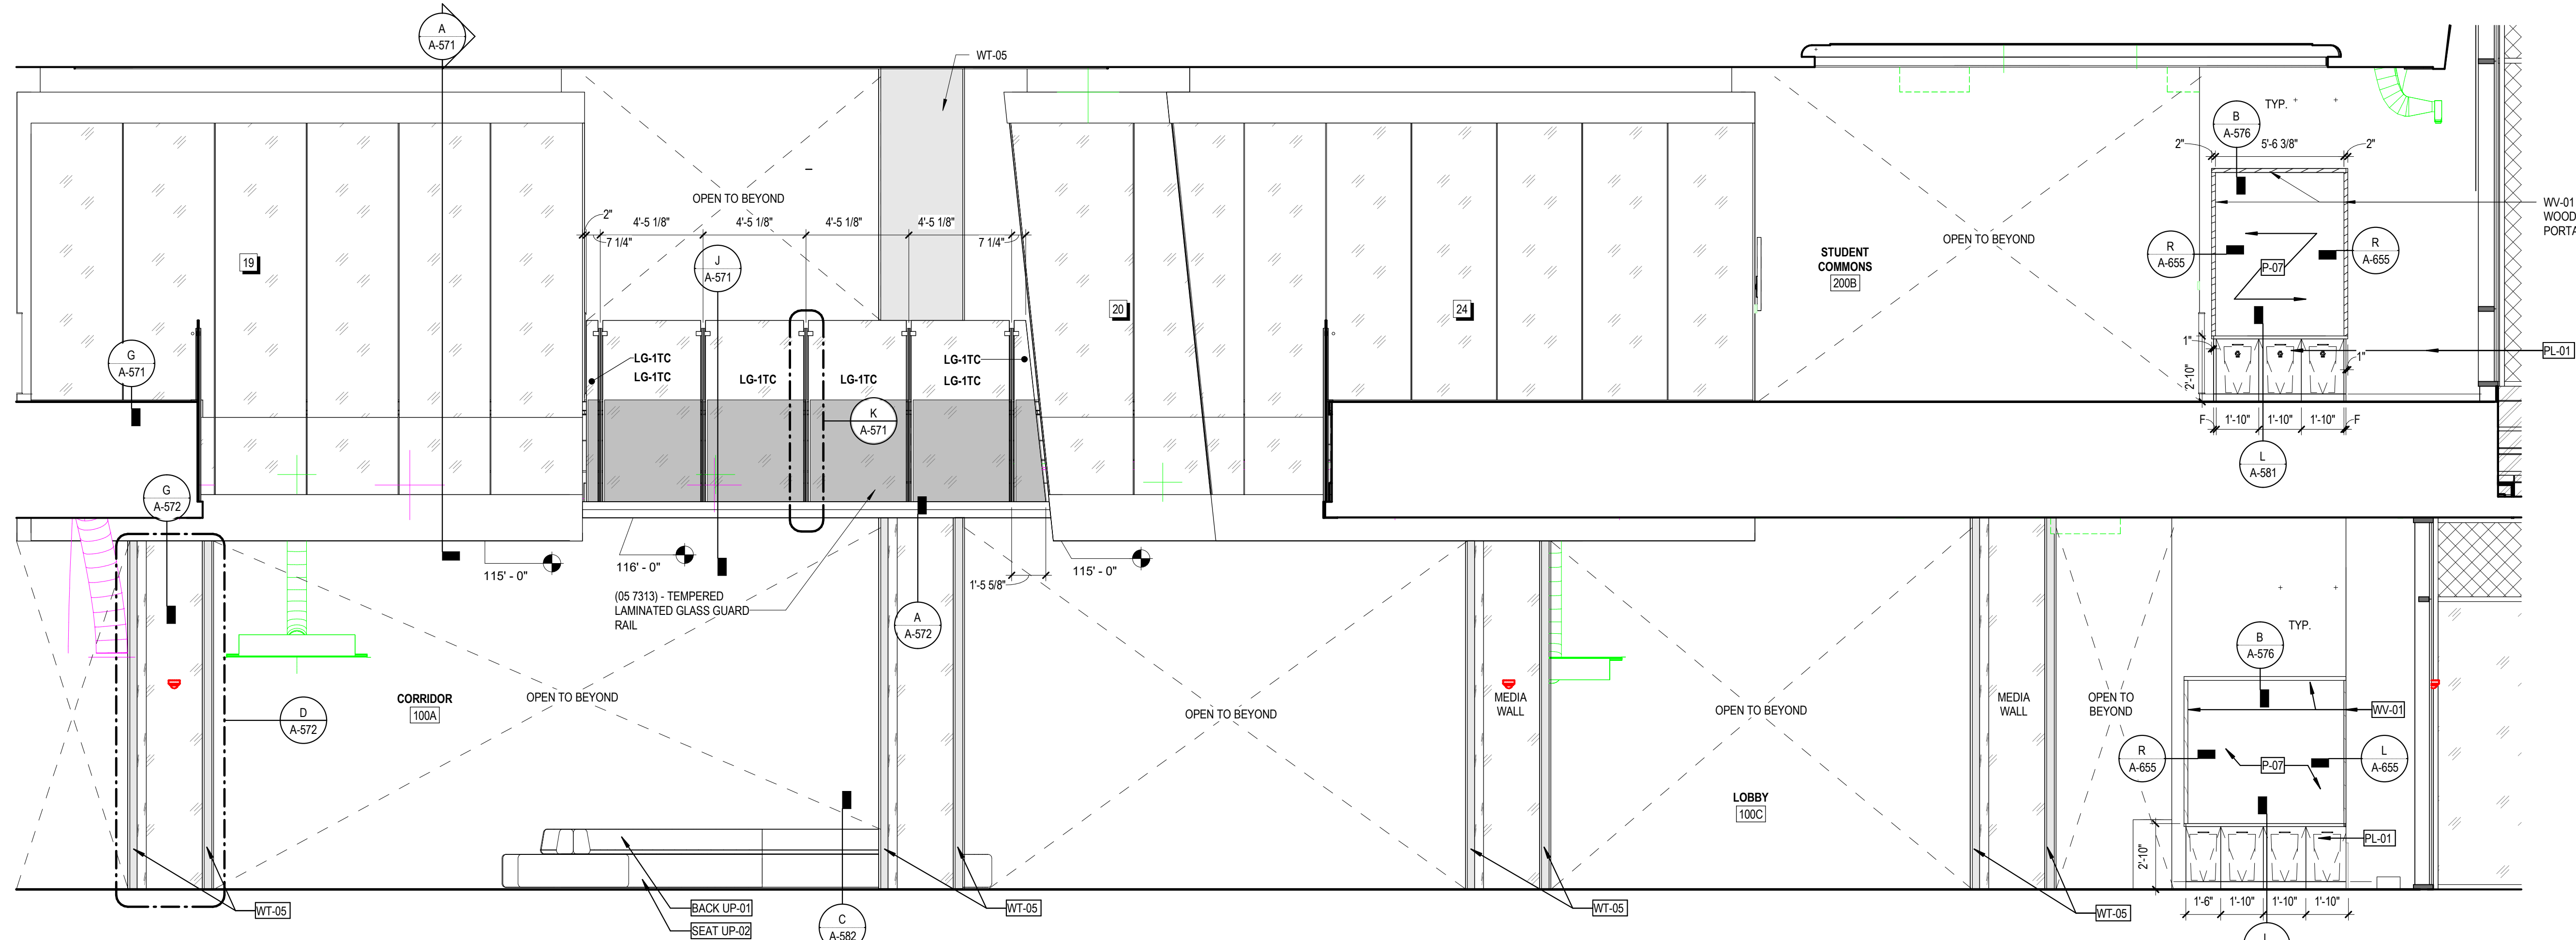 A
A-571
WT-05
TYP.
B
A-576
2"
5'-6 3/8"
2"
OPEN TO BEYOND
2"
4'-5 1/8"
4'-5 1/8"
4'-5 1/8"
4'-5 1/8"
7 1/4"
7 1/4"
WV-01
WOOD
J
A-571
19
STUDENT
COMMONS
200B
OPEN TO BEYOND
R
A-655
P-07
R
A-655
20
24
G
A-571
LG-1TC
LG-1TC
LG-1TC
LG-1TC
LG-1TC
LG-1TC
1"
1"
PL-01
2'-10"
K
A-571
F
1'-10"
1'-10"
1'-10"
F
L
A-581
G
A-572
115' - 0"
116' - 0"
115' - 0"
1'-5 5/8"
(05 7313) - TEMPERED
LAMINATED GLASS GUARD
RAIL
A
A-572
TYP.
B
A-576
CORRIDOR
100A
OPEN TO BEYOND
OPEN TO BEYOND
MEDIA
WALL
OPEN TO BEYOND
MEDIA
WALL
OPEN TO
BEYOND
WV-01
D
A-572
R
A-655
P-07
L
A-655
LOBBY
100C
PL-01
2'-10"
WT-05
BACK UP-01
SEAT UP-02
C
A-582
WT-05
WT-05
WT-05
1'-6"
1'-10"
1'-10"
1'-10"